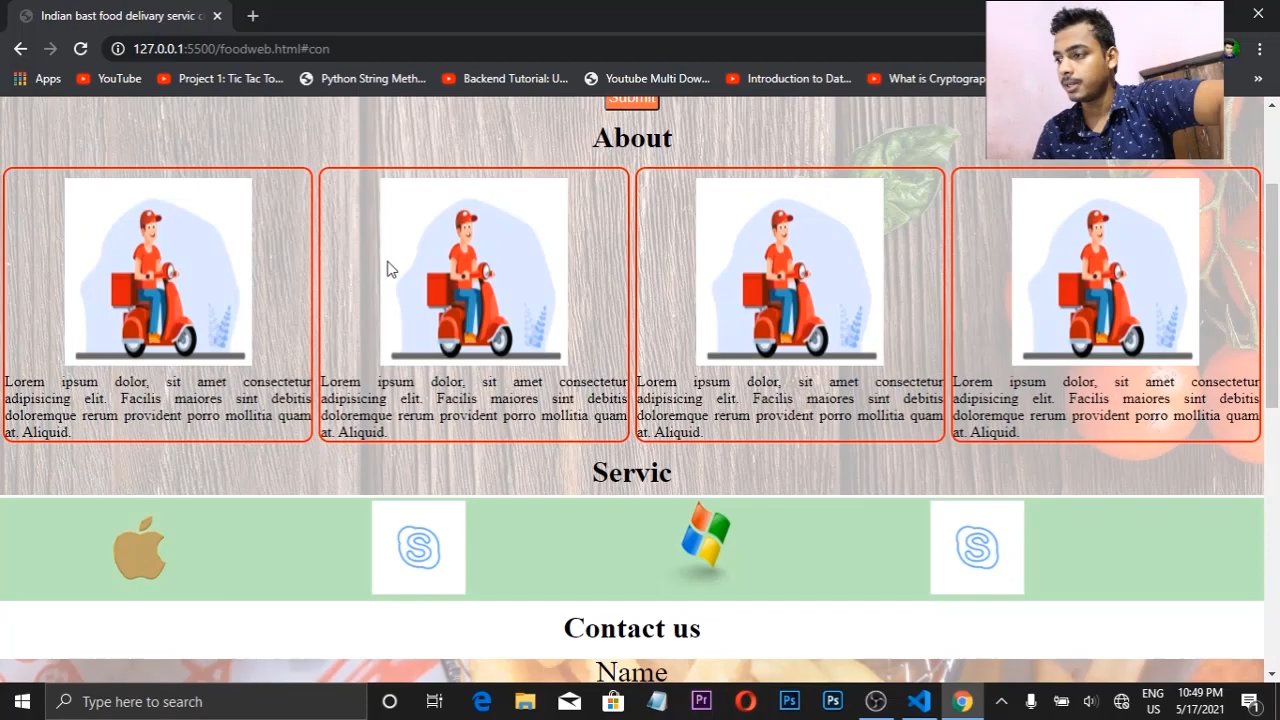 Indian bast food delivary servic c
127.0.0.1:5500/foodweb.html#con
Apps YouTube Project 1: Tic Tac To... Python String Meth... Backend Tutorial: U... Youtube Multi Dow... Introduction to Dat... What is Cryptograp
Submit
About
Lorem ipsum dolor, sit amet consectetur
adipisicing elit. Facilis maiores sint debitis
doloremque rerum provident porro mollitia quam
at. Aliquid.
Lorem ipsum dolor, sit amet consectetur
adipisicing elit. Facilis maiores sint debitis
doloremque rerum provident porro mollitia quam
at. Aliquid.
Lorem ipsum dolor, sit amet consectetur
adipisicing elit. Facilis maiores sint debitis
doloremque rerum provident porro mollitia quam
at. Aliquid.
Lorem ipsum dolor, sit amet consectetur
adipisicing elit. Facilis maiores sint debitis
doloremque rerum provident porro mollitia quam
at. Aliquid.
Servic
Contact us
Name
Type here to search
ENG
US
10:49 PM
5/17/2021